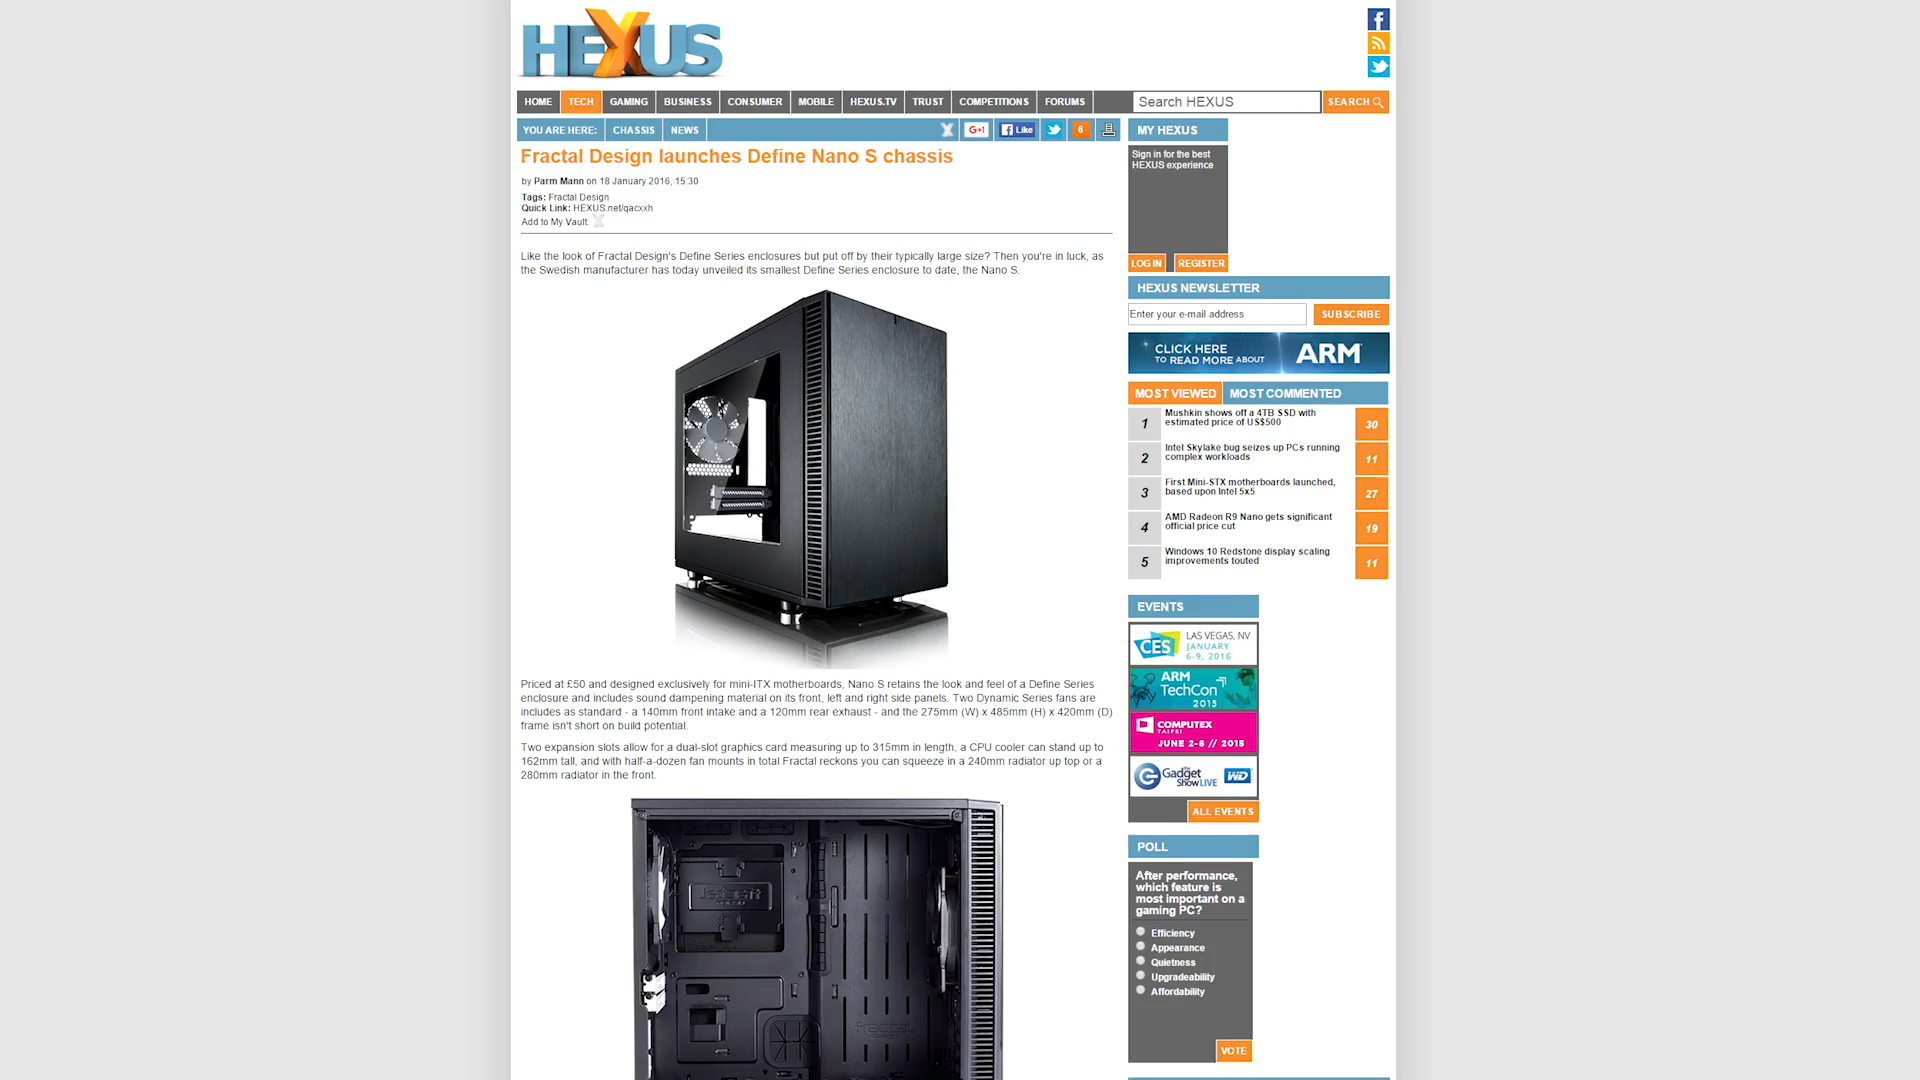 HEXUS
HOME TECH GAMING BUSINESS CONSUMER MOBILE HEXUS.TV TRUST COMPETITIONS FORUMS Search HEXUS SEARCH
YOU ARE HERE: CHASSIS NEWS G+1 Like 6
Fractal Design launches Define Nano S chassis
by Parm Mann on 18 January 2016, 15:30
Tags: Fractal Design
Quick Link: HEXUS.net/qacxxh
Add to My Vault:
Like the look of Fractal Design's Define Series enclosures but put off by their typically large size? Then you're in luck, as
the Swedish manufacturer has today unveiled its smallest Define Series enclosure to date, the Nano S.
Priced at £50 and designed exclusively for mini-ITX motherboards, Nano S retains the look and feel of a Define Series
enclosure and includes sound dampening material on its front, left and right side panels. Two Dynamic Series fans are
includes as standard - a 140mm front intake and a 120mm rear exhaust - and the 275mm (W) x 485mm (H) x 420mm (D)
frame isn't short on build potential.
Two expansion slots allow for a dual-slot graphics card measuring up to 315mm in length, a CPU cooler can stand up to
162mm tall, and with half-a-dozen fan mounts in total Fractal reckons you can squeeze in a 240mm radiator up top or a
280mm radiator in the front.
fractal
design
MY HEXUS
Sign in for the best
HEXUS experience
LOG IN REGISTER
HEXUS NEWSLETTER
Enter your e-mail address SUBSCRIBE
CLICK HERE
TO READ MORE ABOUT ARM
MOST VIEWED MOST COMMENTED
1 Mushkin shows off a 4TB SSD with
estimated price of US$500 30
2 Intel Skylake bug seizes up PCs running
complex workloads 11
3 First Mini-STX motherboards launched,
based upon Intel 5x5 27
4 AMD Radeon R9 Nano gets significant
official price cut 19
5 Windows 10 Redstone display scaling
improvements touted 11
EVENTS
CES LAS VEGAS, NV
JANUARY
6-9, 2016
ARM
TechCon
2015
COMPUTEX
TAIPEI
JUNE 2-6 // 2015
the Gadget
Show LIVE WD
ALL EVENTS
POLL
After performance,
which feature is
most important on a
gaming PC?
Efficiency
Appearance
Quietness
Upgradeability
Affordability
VOTE